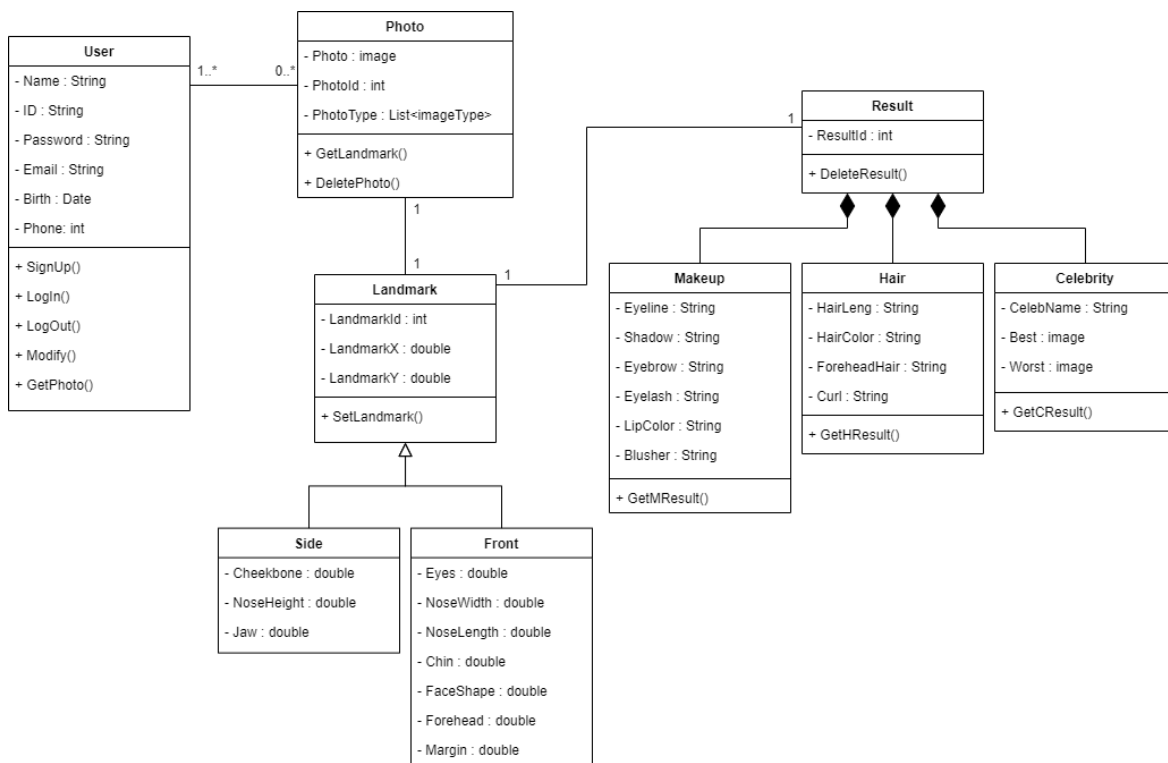 User
- Name : String
- ID : String
- Password : String
- Email : String
- Birth : Date
- Phone: int
+ SignUp()
+ LogIn()
+ LogOut()
+ Modify()
+ GetPhoto()
1..*
0..*
Photo
- Photo : image
- PhotoId : int
- PhotoType : List<imageType>
+ GetLandmark()
+ DeletePhoto()
1
1
Landmark
- LandmarkId : int
- LandmarkX : double
- LandmarkY : double
+ SetLandmark()
1
1
Side
- Cheekbone : double
- NoseHeight : double
- Jaw : double
Front
- Eyes : double
- NoseWidth : double
- NoseLength : double
- Chin : double
- FaceShape : double
- Forehead : double
- Margin : double
Result
- ResultId : int
+ DeleteResult()
Makeup
- Eyeline : String
- Shadow : String
- Eyebrow : String
- Eyelash : String
- LipColor : String
- Blusher : String
+ GetMResult()
Hair
- HairLeng : String
- HairColor : String
- ForeheadHair : String
- Curl : String
+ GetHResult()
Celebrity
- CelebName : String
- Best : image
- Worst : image
+ GetCResult()